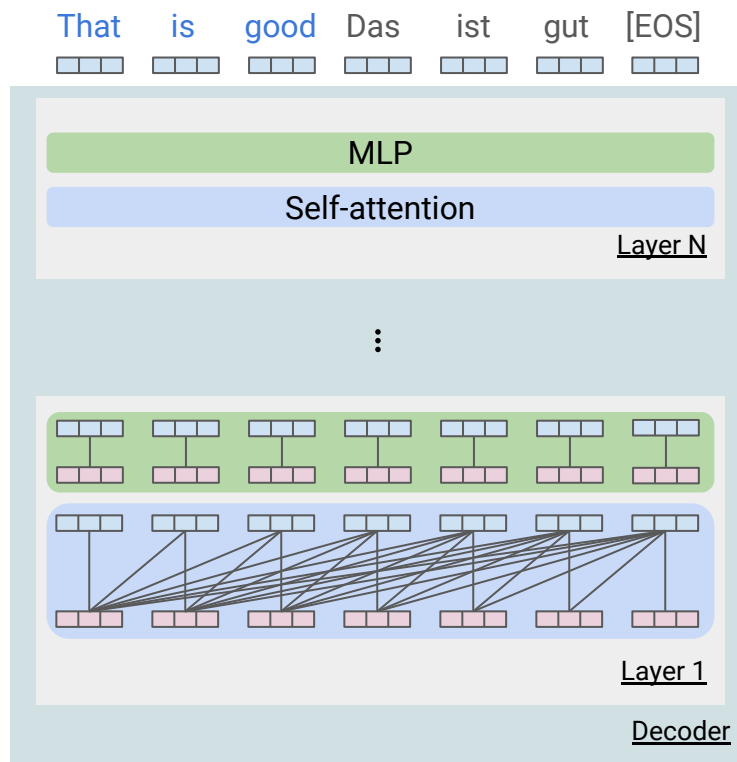 That is good Das ist gut [EOS]
MLP
Self-attention
Layer N
Layer 1
Decoder